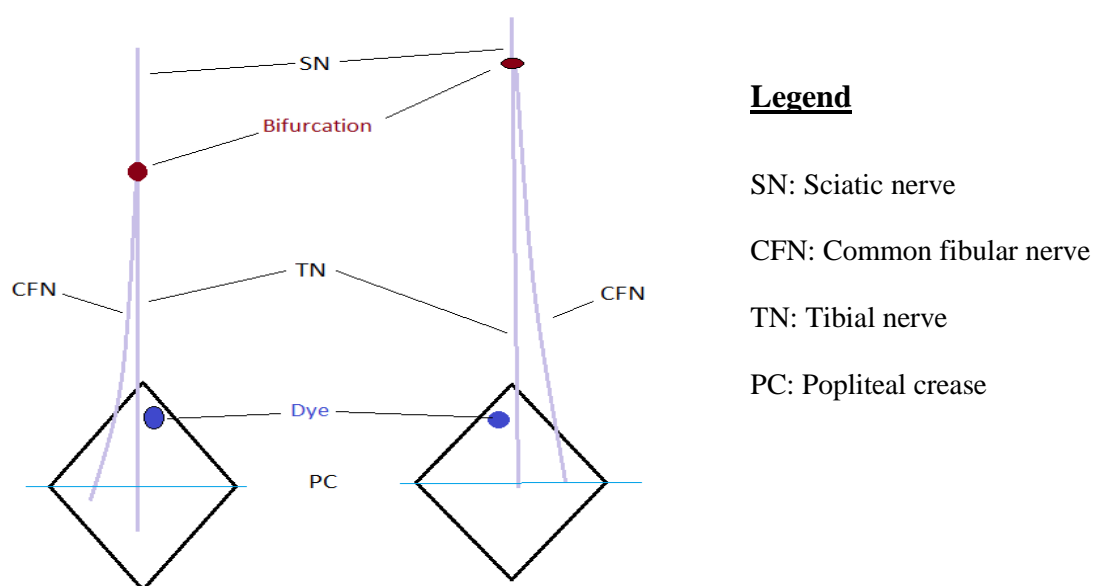 SN
Bifurcation
TN
CFN
CFN
Dye
PC
Legend
SN: Sciatic nerve
CFN: Common fibular nerve
TN: Tibial nerve
PC: Popliteal crease